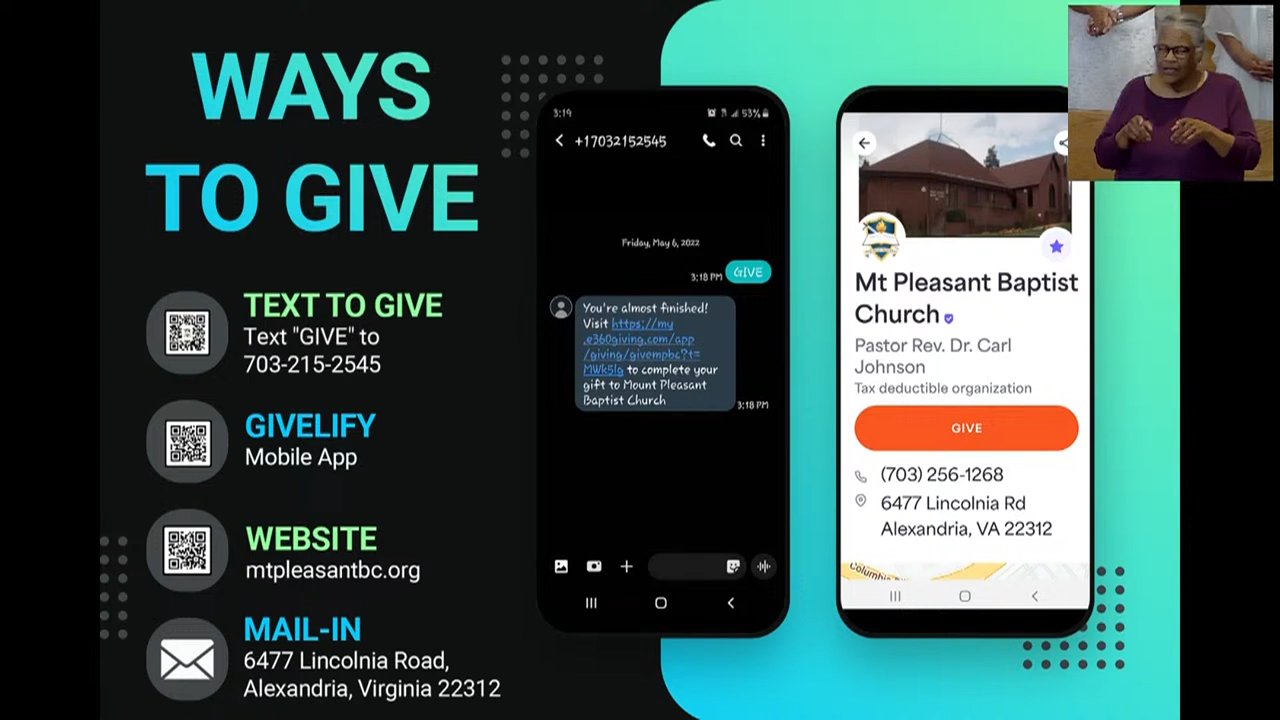 WAYS
TO GIVE
TEXT TO GIVE
Text "GIVE" to
703-215-2545
GIVELIFY
Mobile App
WEBSITE
mtpleasantbc.org
MAIL-IN
6477 Lincolnia Road,
Alexandria, Virginia 22312
3:19
53%
+17032152545
Friday, May 6, 2022
3:18 PM
GIVE
You're almost finished!
Visit https://my
.e360giving.com/app
/giving/givempbc?t=
MWk5lg to complete your
gift to Mount Pleasant
Baptist Church
3:18 PM
Mt Pleasant Baptist
Church
Pastor Rev. Dr. Carl
Johnson
Tax deductible organization
GIVE
(703) 256-1268
6477 Lincolnia Rd
Alexandria, VA 22312